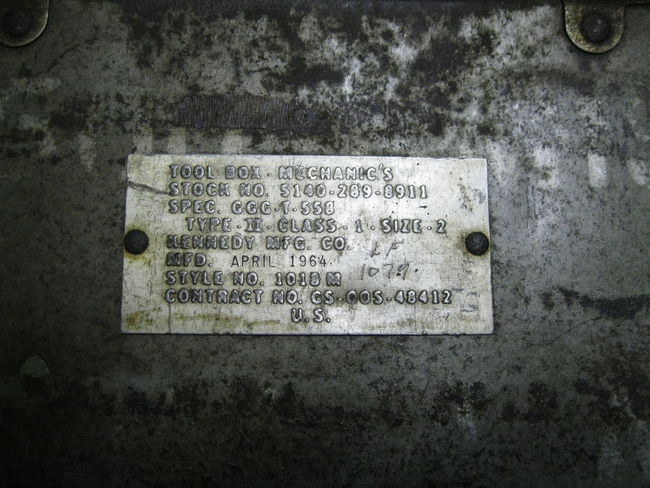 TOOL BOX - MECHANIC'S
STOCK NO. 5140-289-8911
SPEC. GGG-T-558
TYPE-II-CLASS-1-SIZE-2
KENNEDY MFG. CO.
MFD. APRIL 1964.
STYLE NO. 1018 M
CONTRACT NO. GS-OOS-48412
U.S.